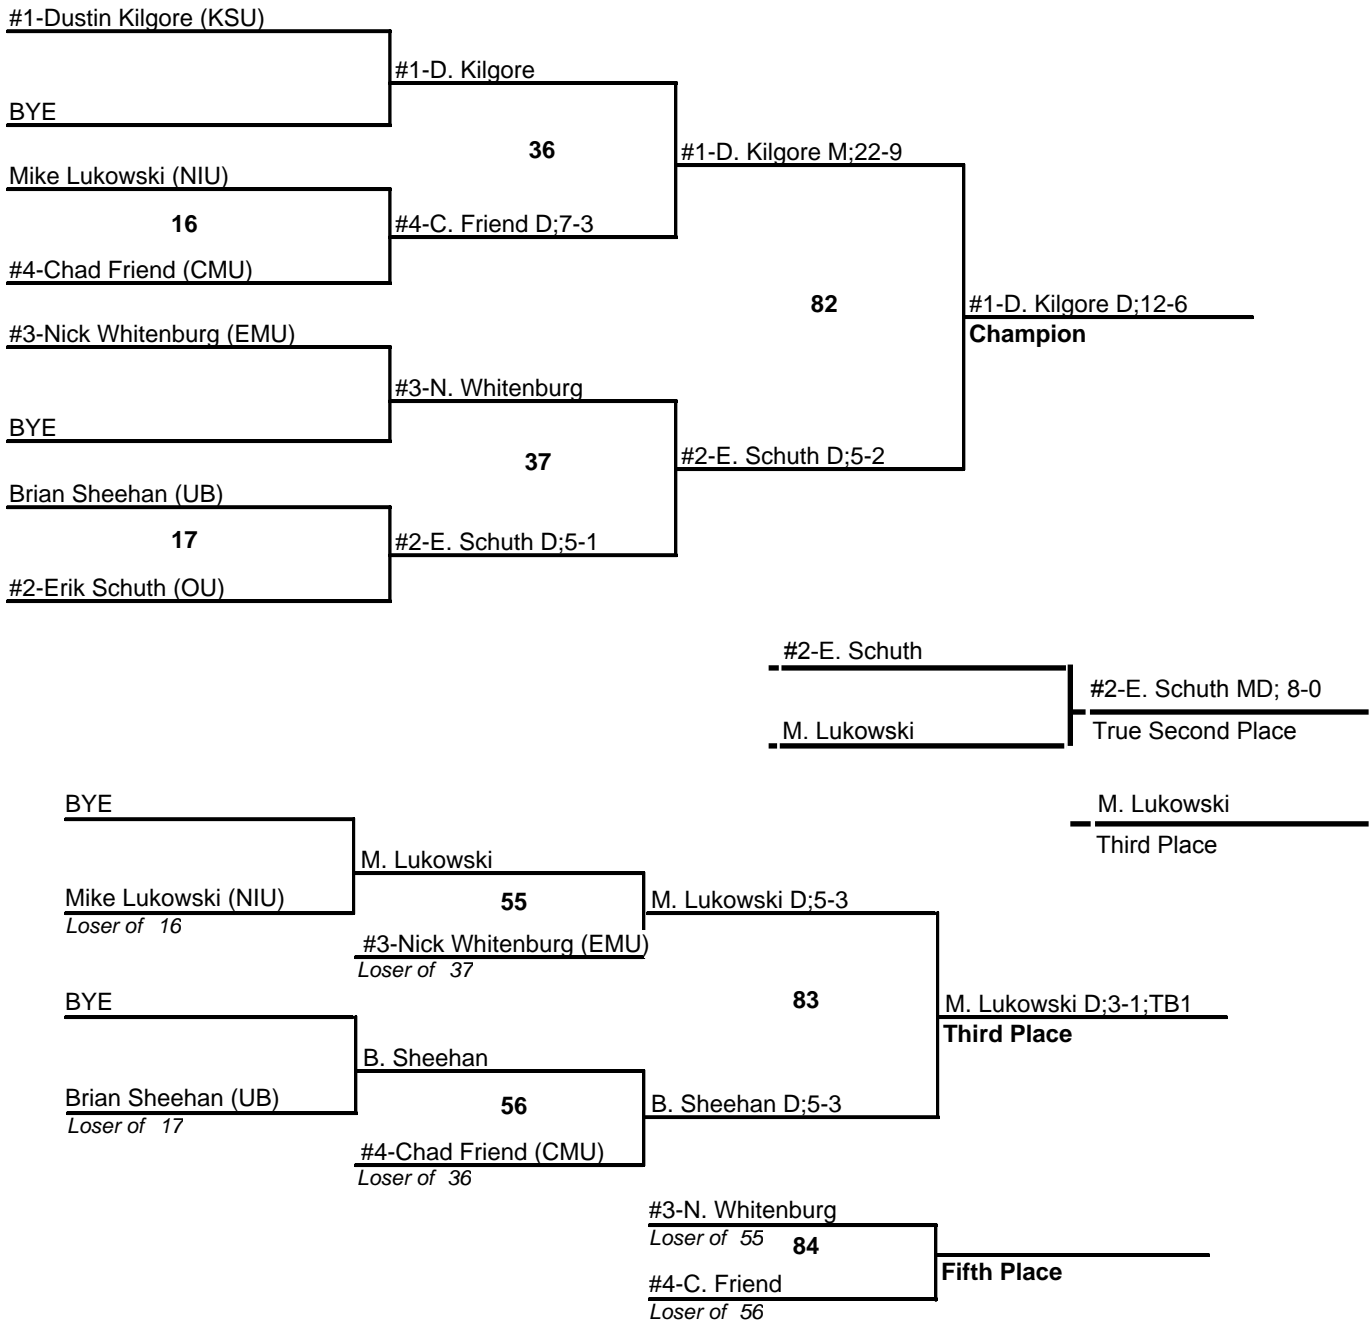 #1-Dustin Kilgore (KSU)
#1-D. Kilgore
BYE
36
#1-D. Kilgore M;22-9
Mike Lukowski (NIU)
16
#4-C. Friend D;7-3
#4-Chad Friend (CMU)
82
#1-D. Kilgore D;12-6
Champion
#3-Nick Whitenburg (EMU)
#3-N. Whitenburg
BYE
37
#2-E. Schuth D;5-2
Brian Sheehan (UB)
17
#2-E. Schuth D;5-1
#2-Erik Schuth (OU)
#2-E. Schuth
#2-E. Schuth MD; 8-0
M. Lukowski
True Second Place
M. Lukowski
Third Place
BYE
M. Lukowski
Mike Lukowski (NIU)
Loser of 16
55
M. Lukowski D;5-3
#3-Nick Whitenburg (EMU)
Loser of 37
BYE
83
M. Lukowski D;3-1;TB1
Third Place
B. Sheehan
Brian Sheehan (UB)
Loser of 17
56
B. Sheehan D;5-3
#4-Chad Friend (CMU)
Loser of 36
#3-N. Whitenburg
Loser of 55
84
#4-C. Friend
Loser of 56
Fifth Place